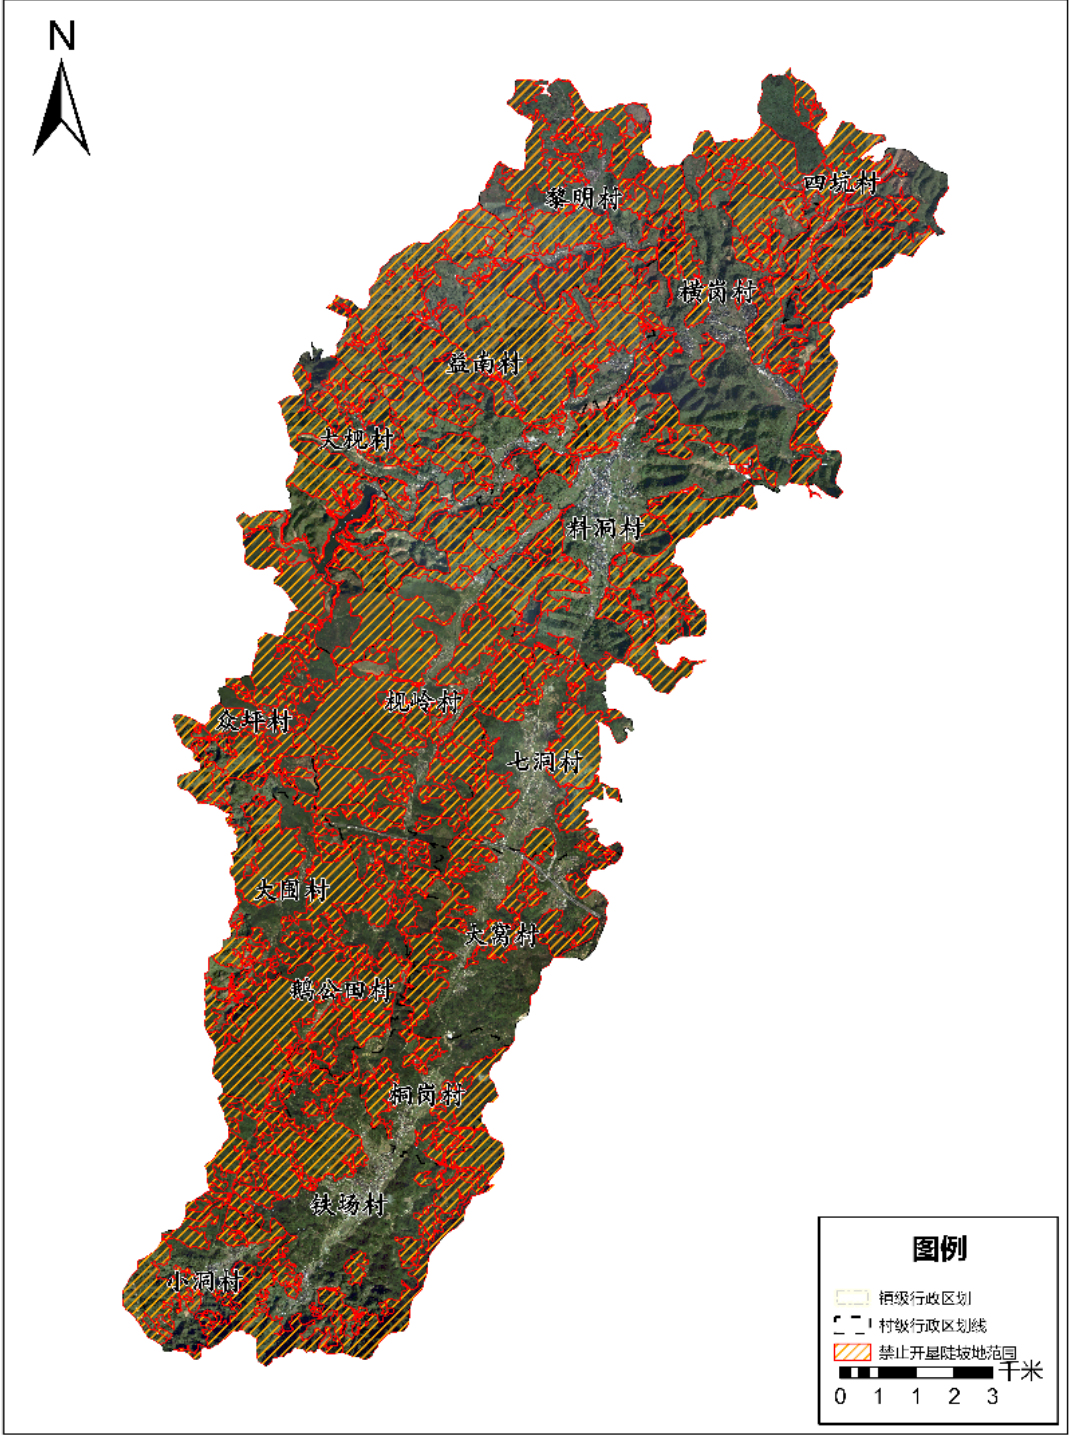 N
黎明村
四坑村
横岗村
益南村
大枧村
料洞村
枧岭村
众坪村
七洞村
大围村
大窝村
鹅公田村
桐岗村
铁场村
小洞村
图例
镇级行政区划
村级行政区划线
禁止开垦陡坡地范围
千米
0 1 1 2 3